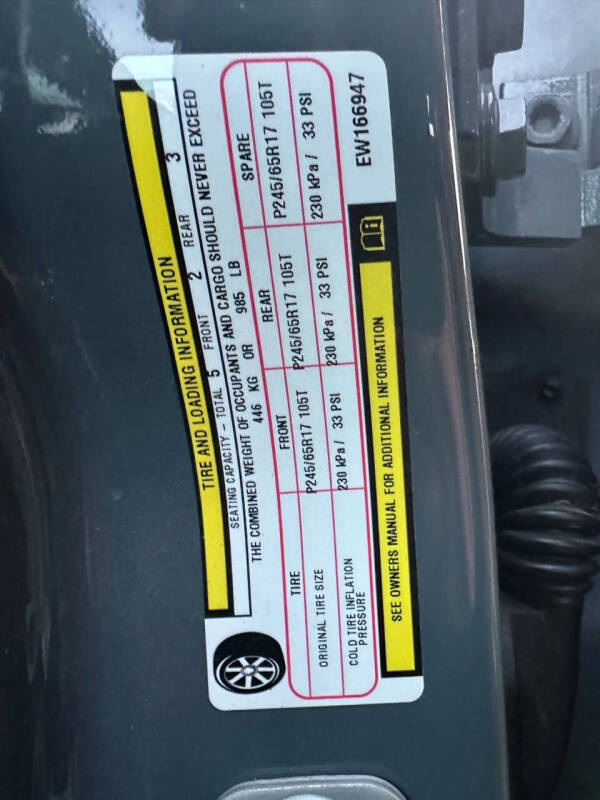 TIRE AND LOADING INFORMATION
SEATING CAPACITY - TOTAL 5 FRONT 2 REAR 3
THE COMBINED WEIGHT OF OCCUPANTS AND CARGO SHOULD NEVER EXCEED
446 KG OR 985 LB
TIRE FRONT REAR SPARE
ORIGINAL TIRE SIZE P245/65R17 105T P245/65R17 105T P245/65R17 105T
COLD TIRE INFLATION PRESSURE 230 kPa / 33 PSI 230 kPa / 33 PSI 230 kPa / 33 PSI
SEE OWNERS MANUAL FOR ADDITIONAL INFORMATION
EW166947